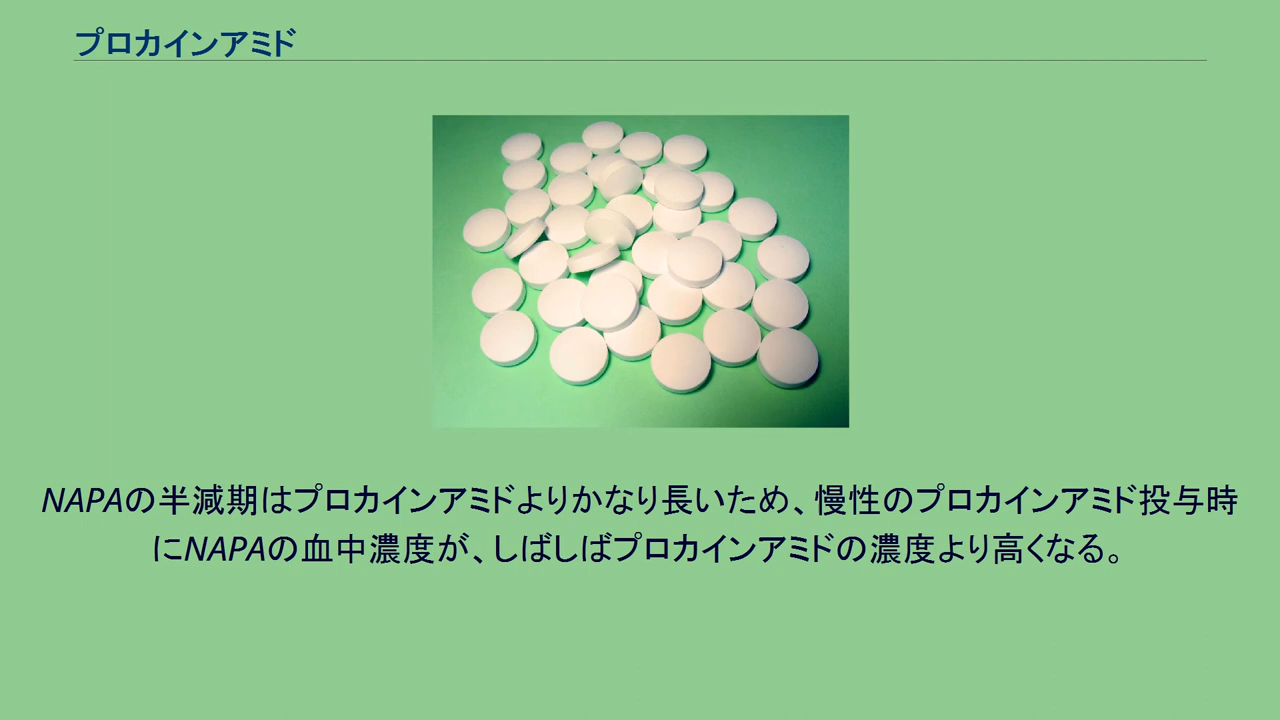 プロカインアミド
NAPAの半減期はプロカインアミドよりかなり長いため、慢性のプロカインアミド投与時
にNAPAの血中濃度が、しばしばプロカインアミドの濃度より高くなる。